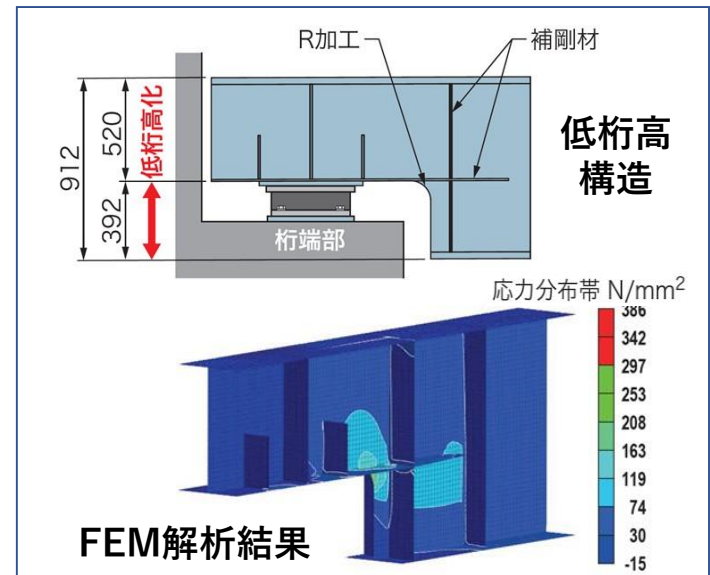 R加工
補剛材
912
520
392
低桁高化
低桁高
構造
桁端部
応力分布帯 N/mm²
386
342
297
253
208
163
119
74
30
-15
FEM解析結果